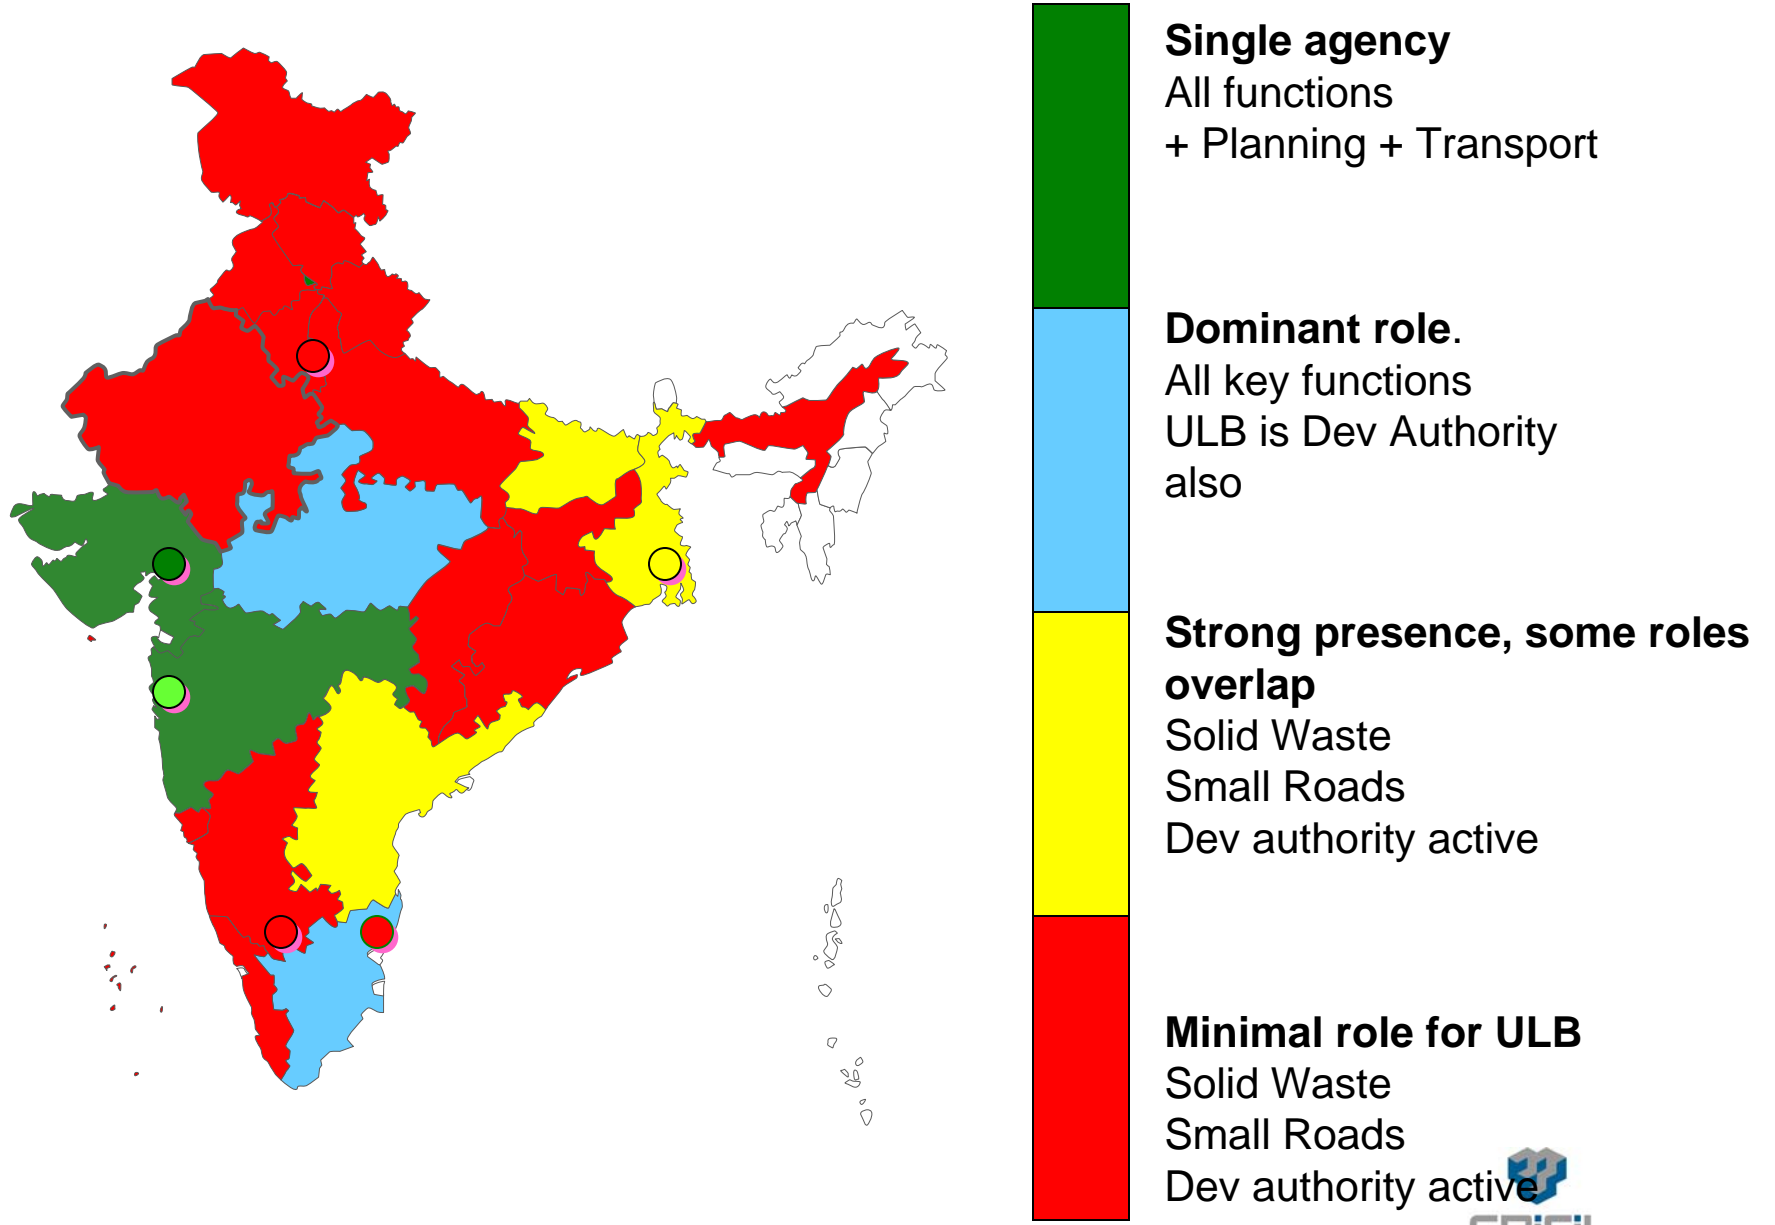 Single agency
All functions
+ Planning + Transport
Dominant role.
All key functions
ULB is Dev Authority
also
Strong presence, some roles
overlap
Solid Waste
Small Roads
Dev authority active
Minimal role for ULB
Solid Waste
Small Roads
Dev authority active